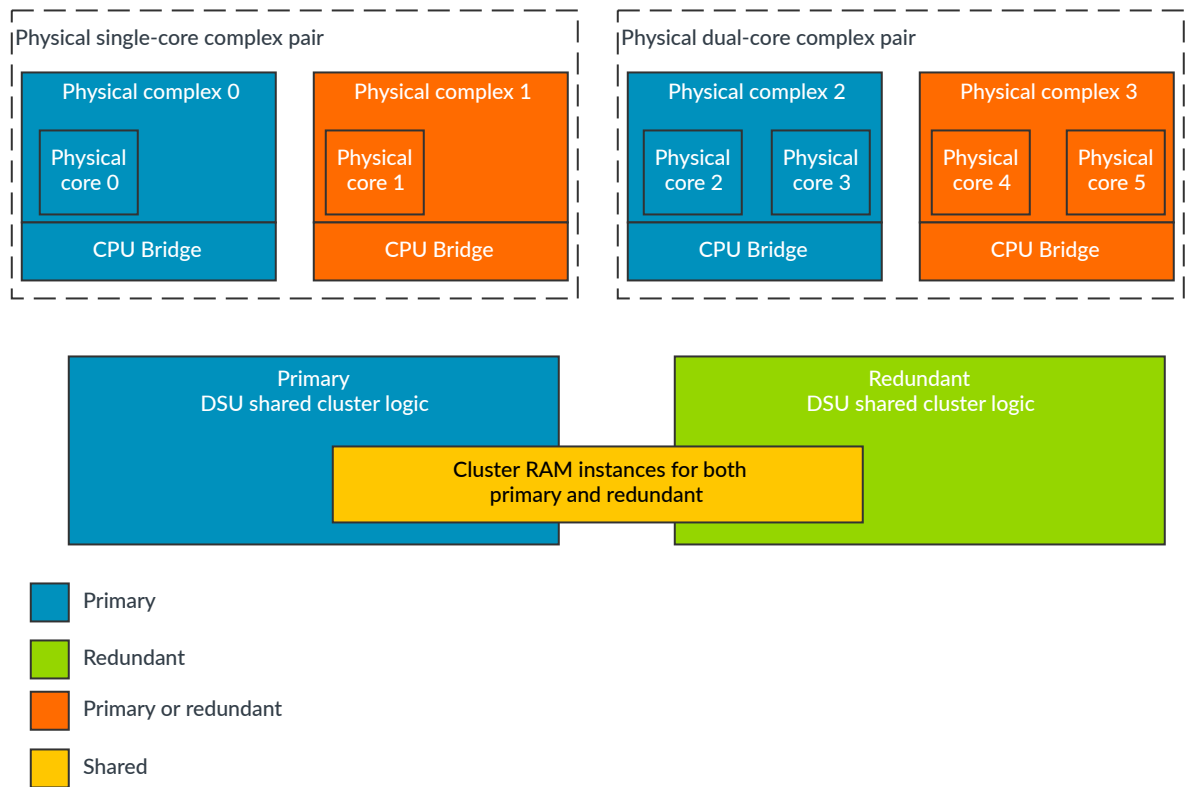 Physical single-core complex pair
Physical complex 0
Physical
core 0
CPU Bridge
Physical complex 1
Physical
core 1
CPU Bridge
Physical dual-core complex pair
Physical complex 2
Physical
core 2
Physical
core 3
CPU Bridge
Physical complex 3
Physical
core 4
Physical
core 5
CPU Bridge
Primary
DSU shared cluster logic
Redundant
DSU shared cluster logic
Cluster RAM instances for both
primary and redundant
Primary
Redundant
Primary or redundant
Shared